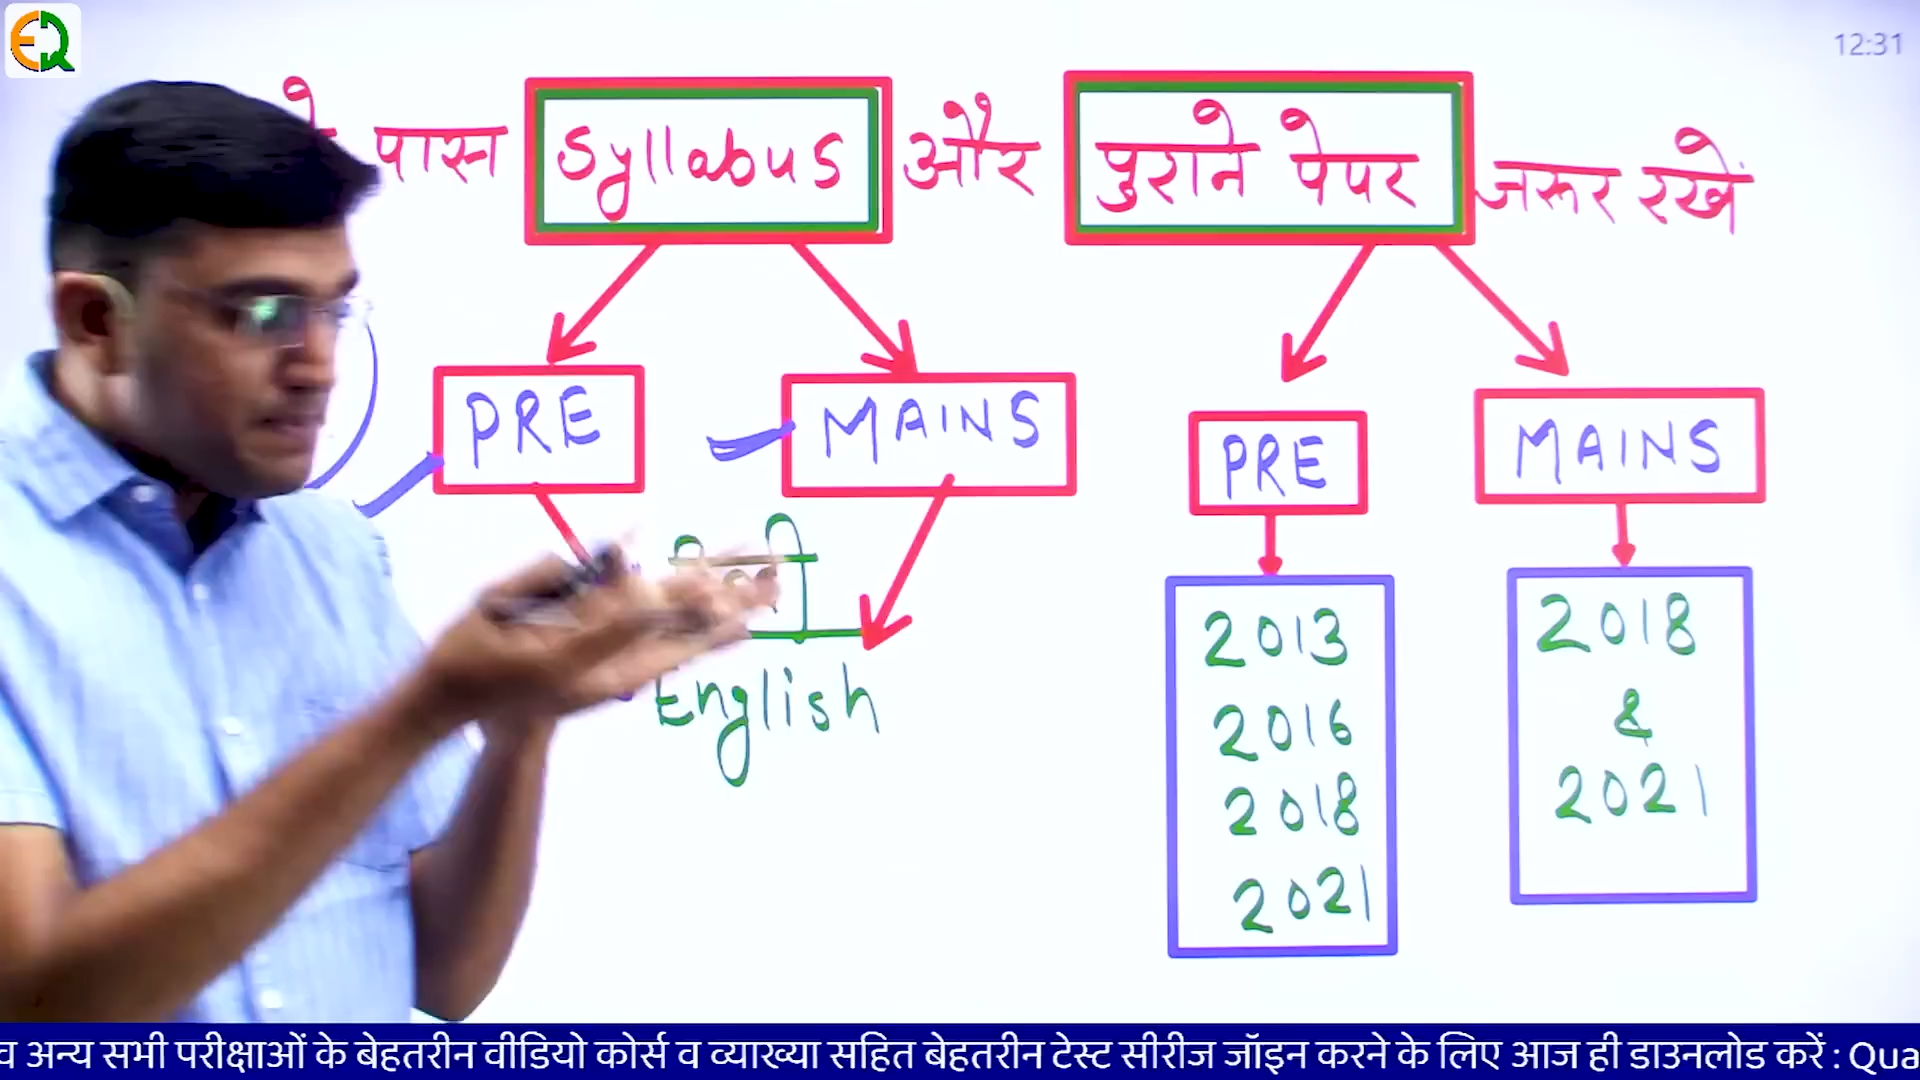 EQ
12:31
पास Syllabus और पुराने पेपर जरूर रखें
PRE MAINS PRE MAINS
English
2013
2016
2018
2021
2018
&
2021
व अन्य सभी परीक्षाओं के बेहतरीन वीडियो कोर्स व व्याख्या सहित बेहतरीन टेस्ट सीरीज जॉइन करने के लिए आज ही डाउनलोड करें : Qua